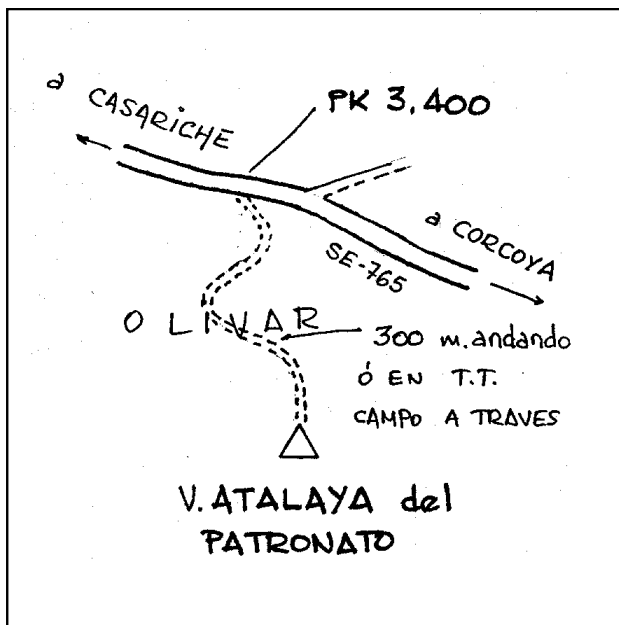 a CASARICHE
PK 3,400
a CORCOYA
SE-765
OLIVAR
300 m. andando
ó EN T.T.
CAMPO A TRAVES
V. ATALAYA del
PATRONATO